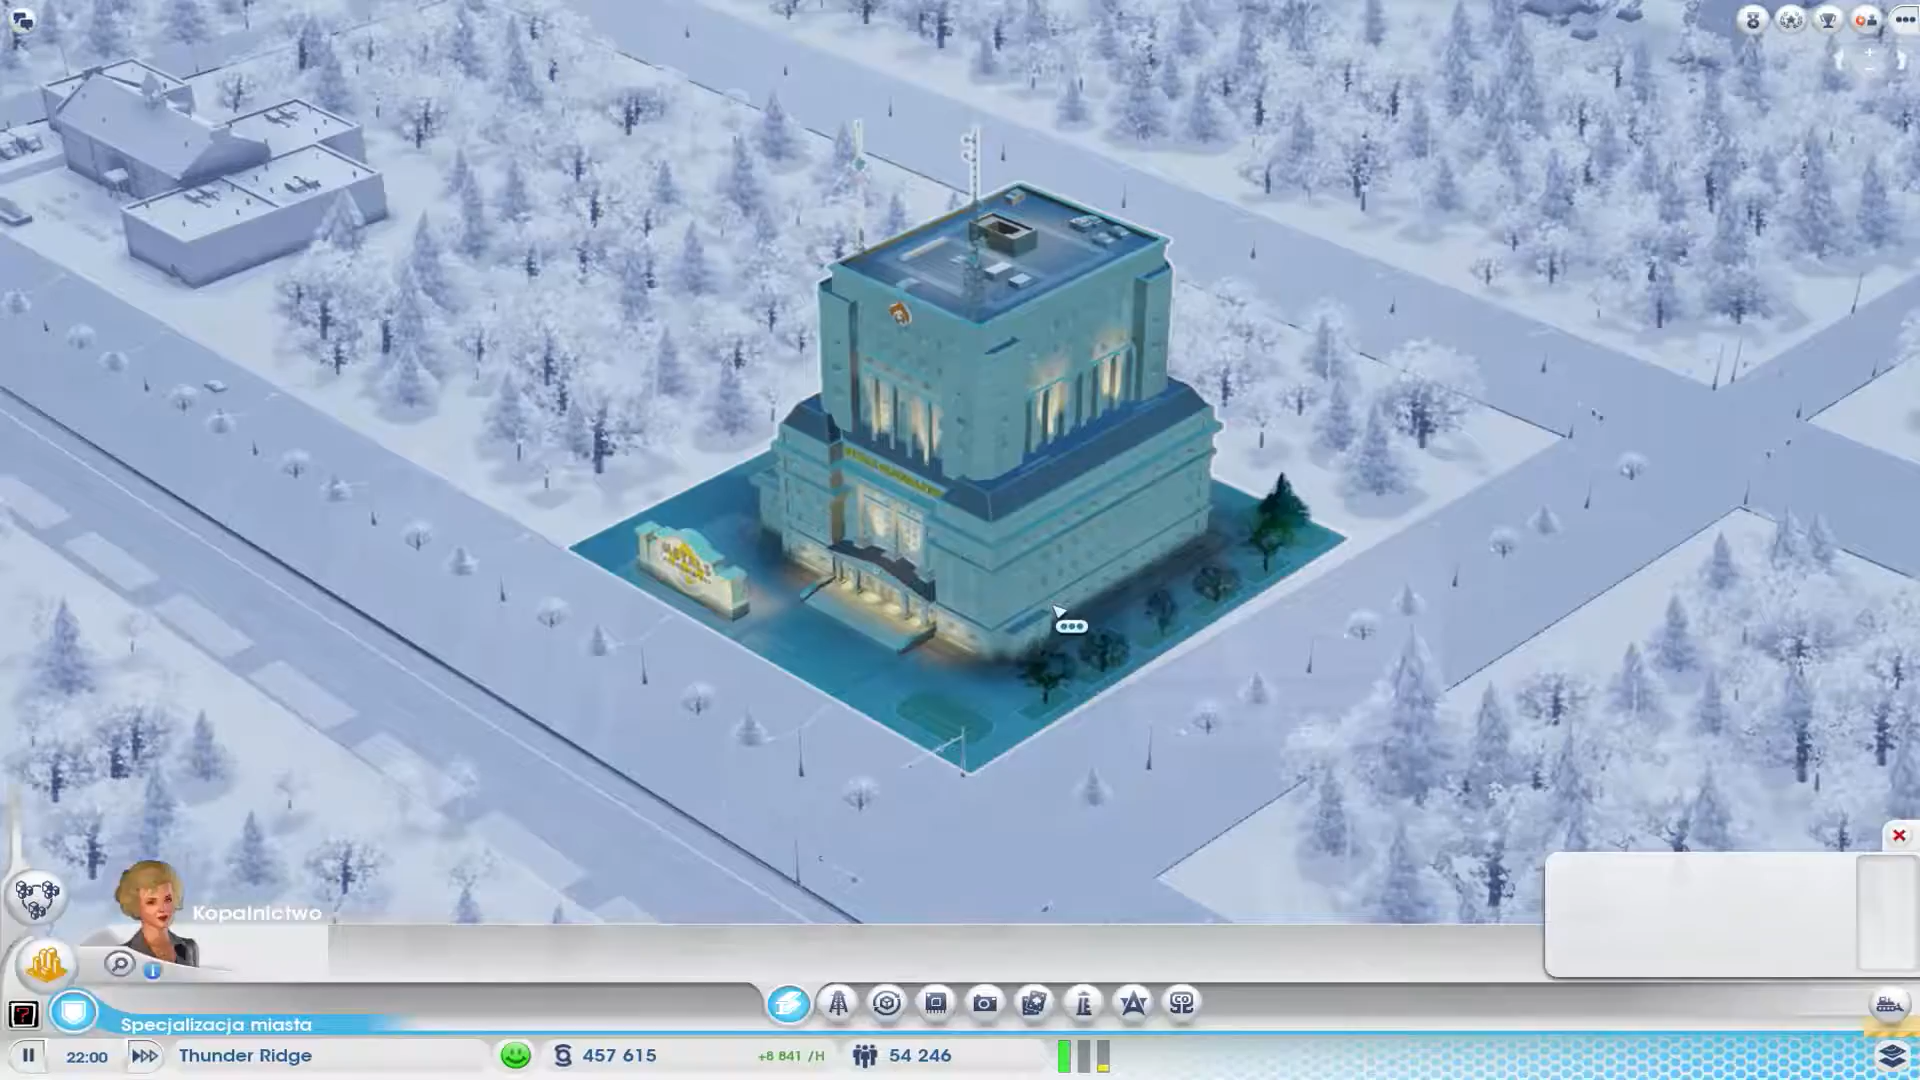 Kopalnictwo
Specjalizacja miasta
22:00
Thunder Ridge
457 615
+8 841 /H
54 246